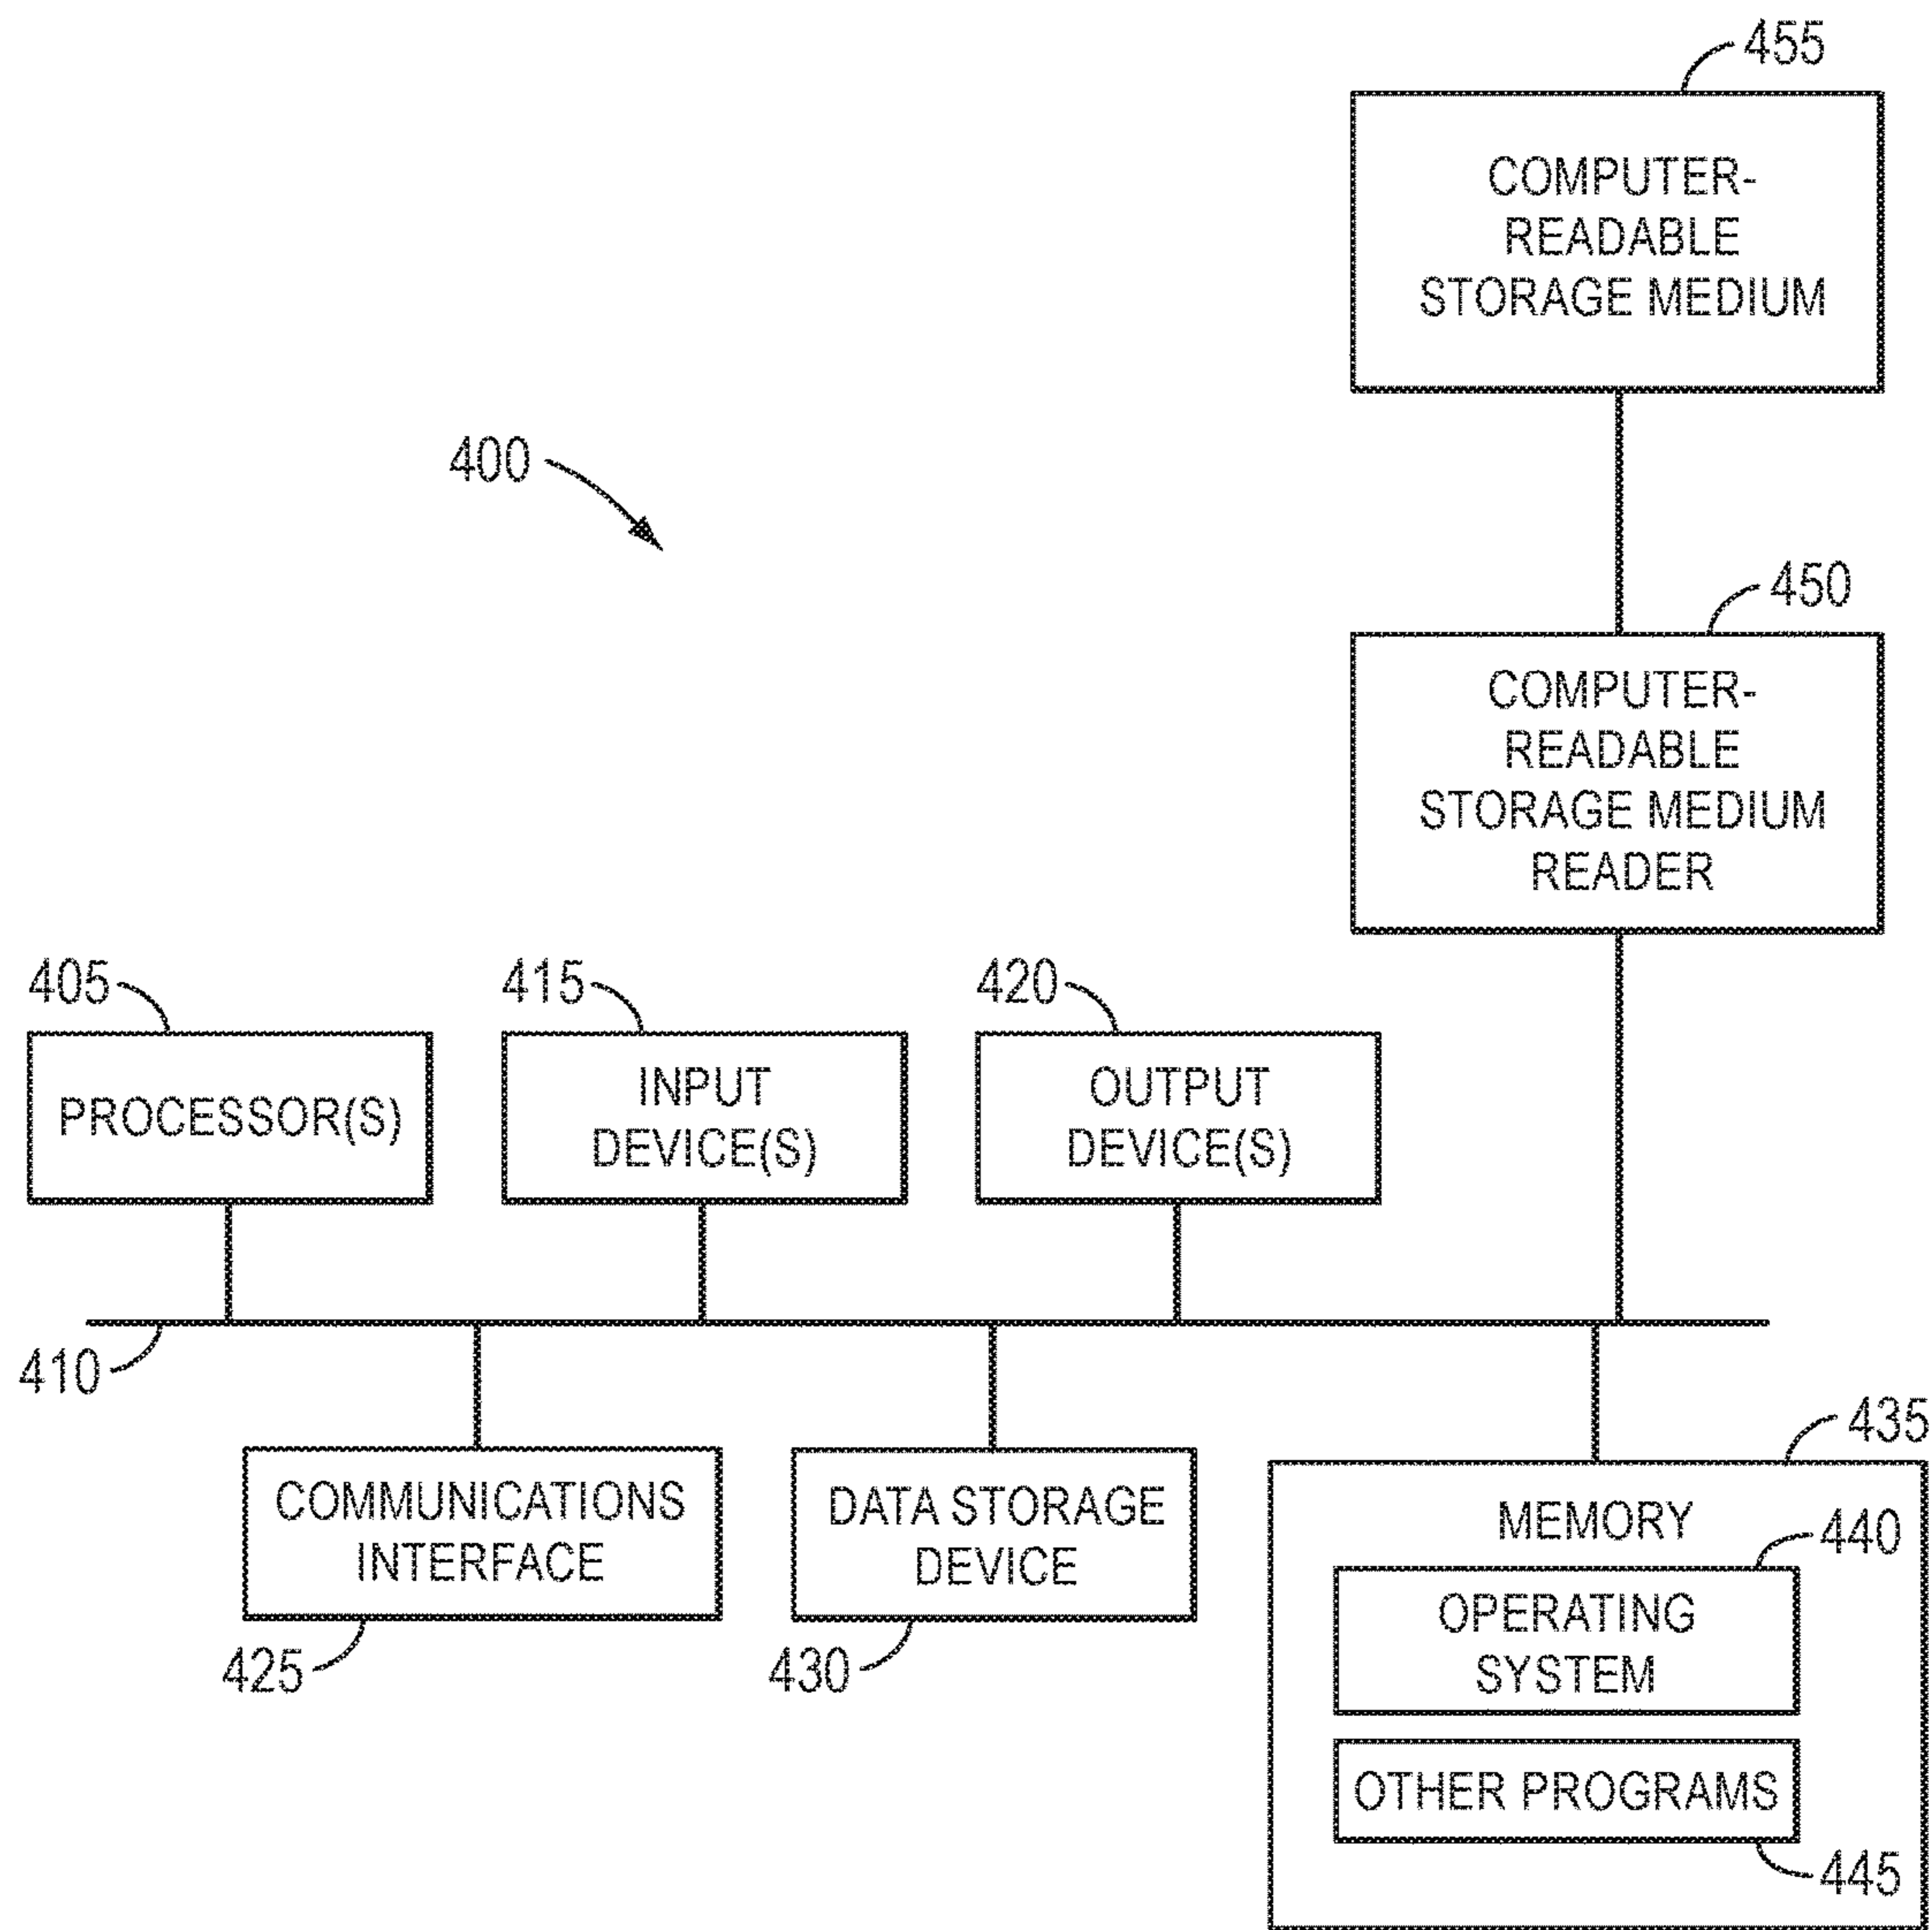 455
COMPUTER-
READABLE
STORAGE MEDIUM
400
450
COMPUTER-
READABLE
STORAGE MEDIUM
READER
405
415
420
PROCESSOR(S)
INPUT
DEVICE(S)
OUTPUT
DEVICE(S)
410
435
COMMUNICATIONS
INTERFACE
DATA STORAGE
DEVICE
MEMORY
440
OPERATING
SYSTEM
425
430
OTHER PROGRAMS
445